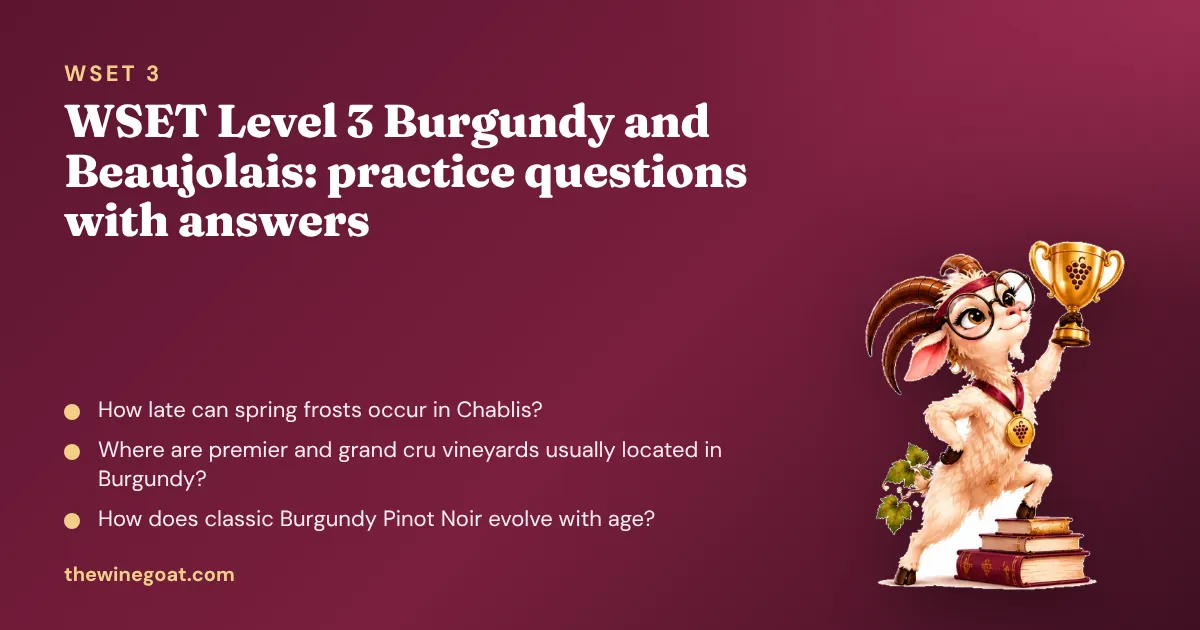 WSET 3
WSET Level 3 Burgundy and
Beaujolais: practice questions
with answers
How late can spring frosts occur in Chablis?
Where are premier and grand cru vineyards usually located in
Burgundy?
How does classic Burgundy Pinot Noir evolve with age?
thewinegoat.com